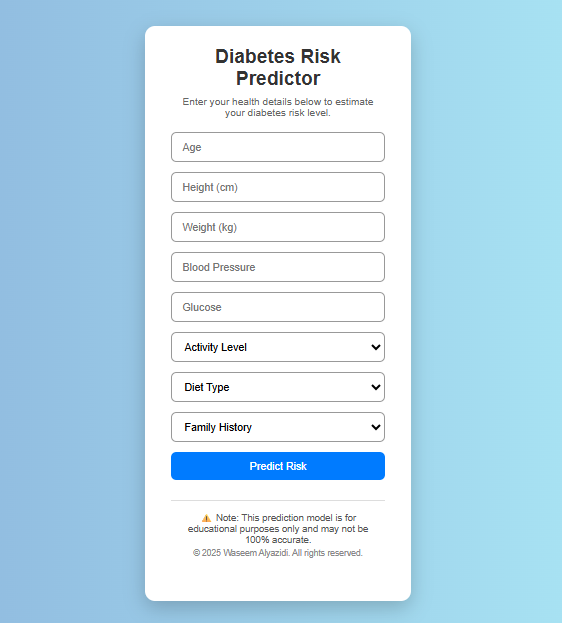 Diabetes Risk
Predictor
Enter your health details below to estimate
your diabetes risk level.
Age
Height (cm)
Weight (kg)
Blood Pressure
Glucose
Activity Level
Diet Type
Family History
Predict Risk
⚠️ Note: This prediction model is for
educational purposes only and may not be
100% accurate.
© 2025 Waseem Alyazidi. All rights reserved.